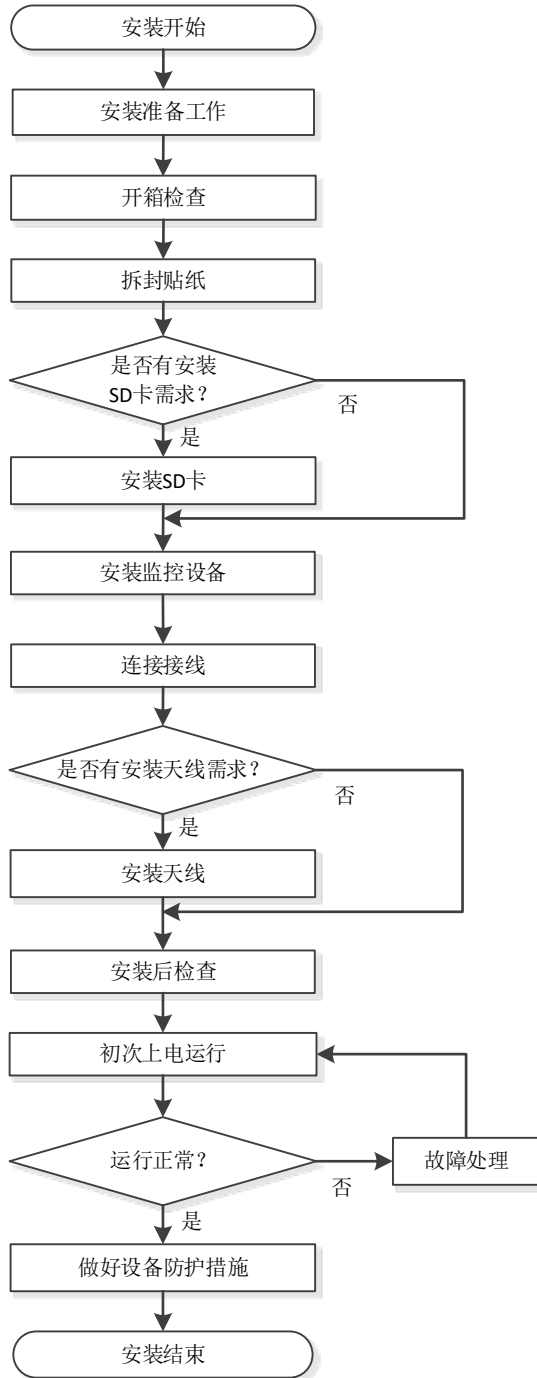 安装开始
安装准备工作
开箱检查
拆封贴纸
是否有安装
SD卡需求？
否
是
安装SD卡
安装监控设备
连接接线
是否有安装天线需求？
否
是
安装天线
安装后检查
初次上电运行
运行正常？
故障处理
否
是
做好设备防护措施
安装结束